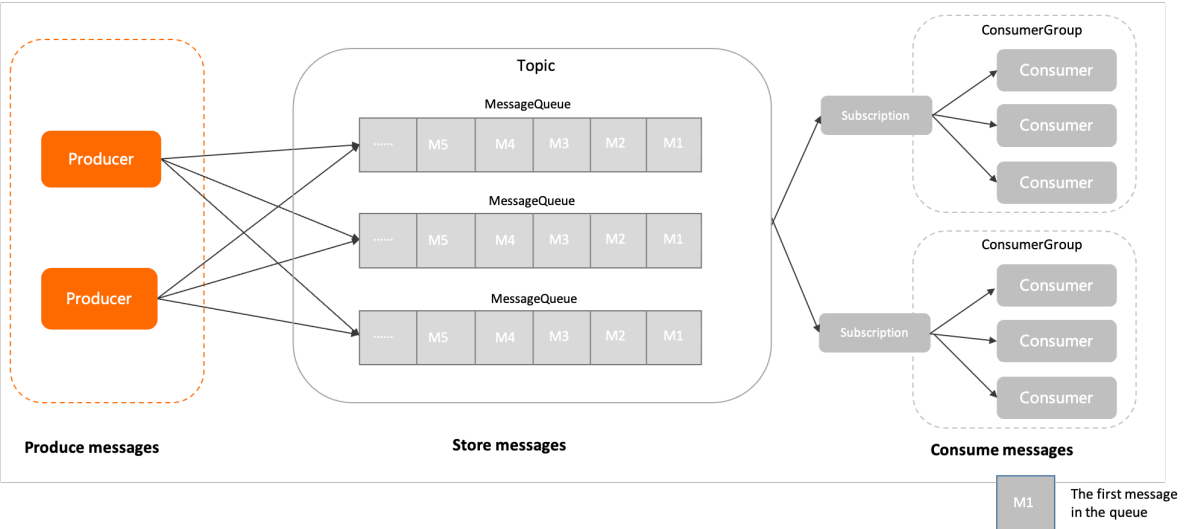 Producer
Producer
Produce messages
Topic
MessageQueue
...... M5 M4 M3 M2 M1
MessageQueue
...... M5 M4 M3 M2 M1
MessageQueue
...... M5 M4 M3 M2 M1
Store messages
Subscription
ConsumerGroup
Consumer
Consumer
Consumer
Subscription
ConsumerGroup
Consumer
Consumer
Consumer
Consume messages
M1
The first message
in the queue